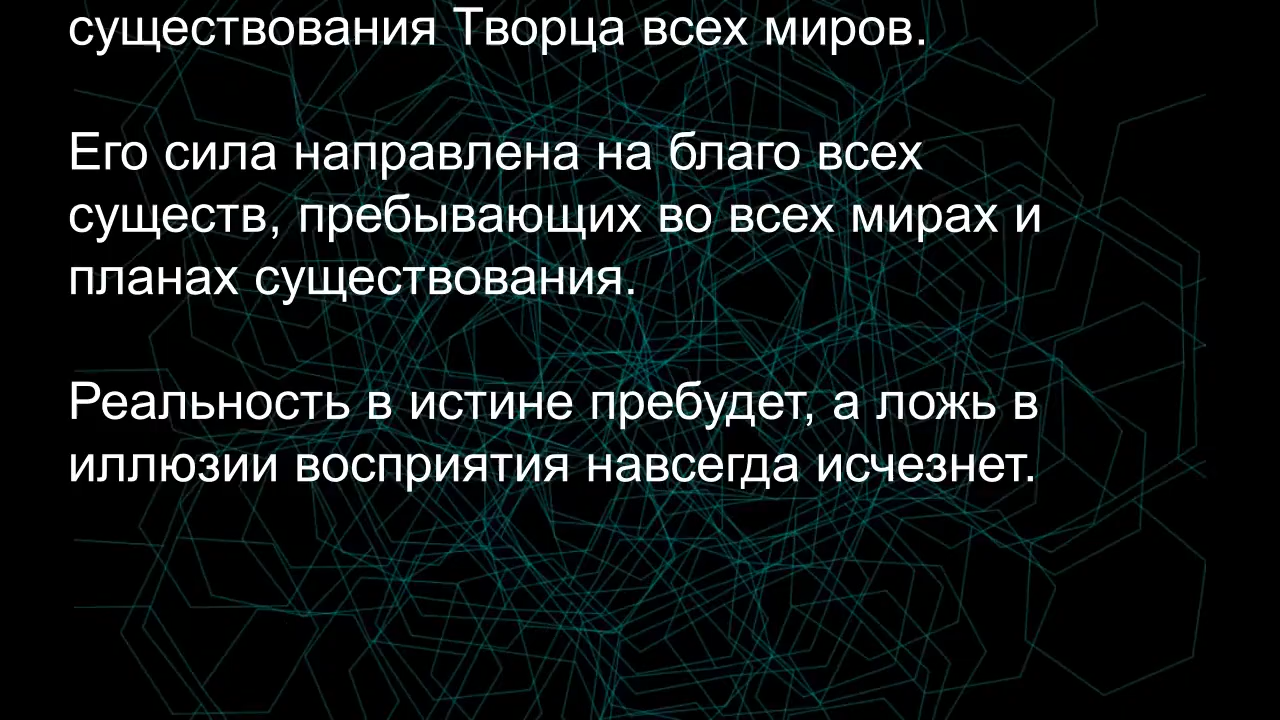 существования Творца всех миров.
Его сила направлена на благо всех
существ, пребывающих во всех мирах и
планах существования.
Реальность в истине пребудет, а ложь в
иллюзии восприятия навсегда исчезнет.